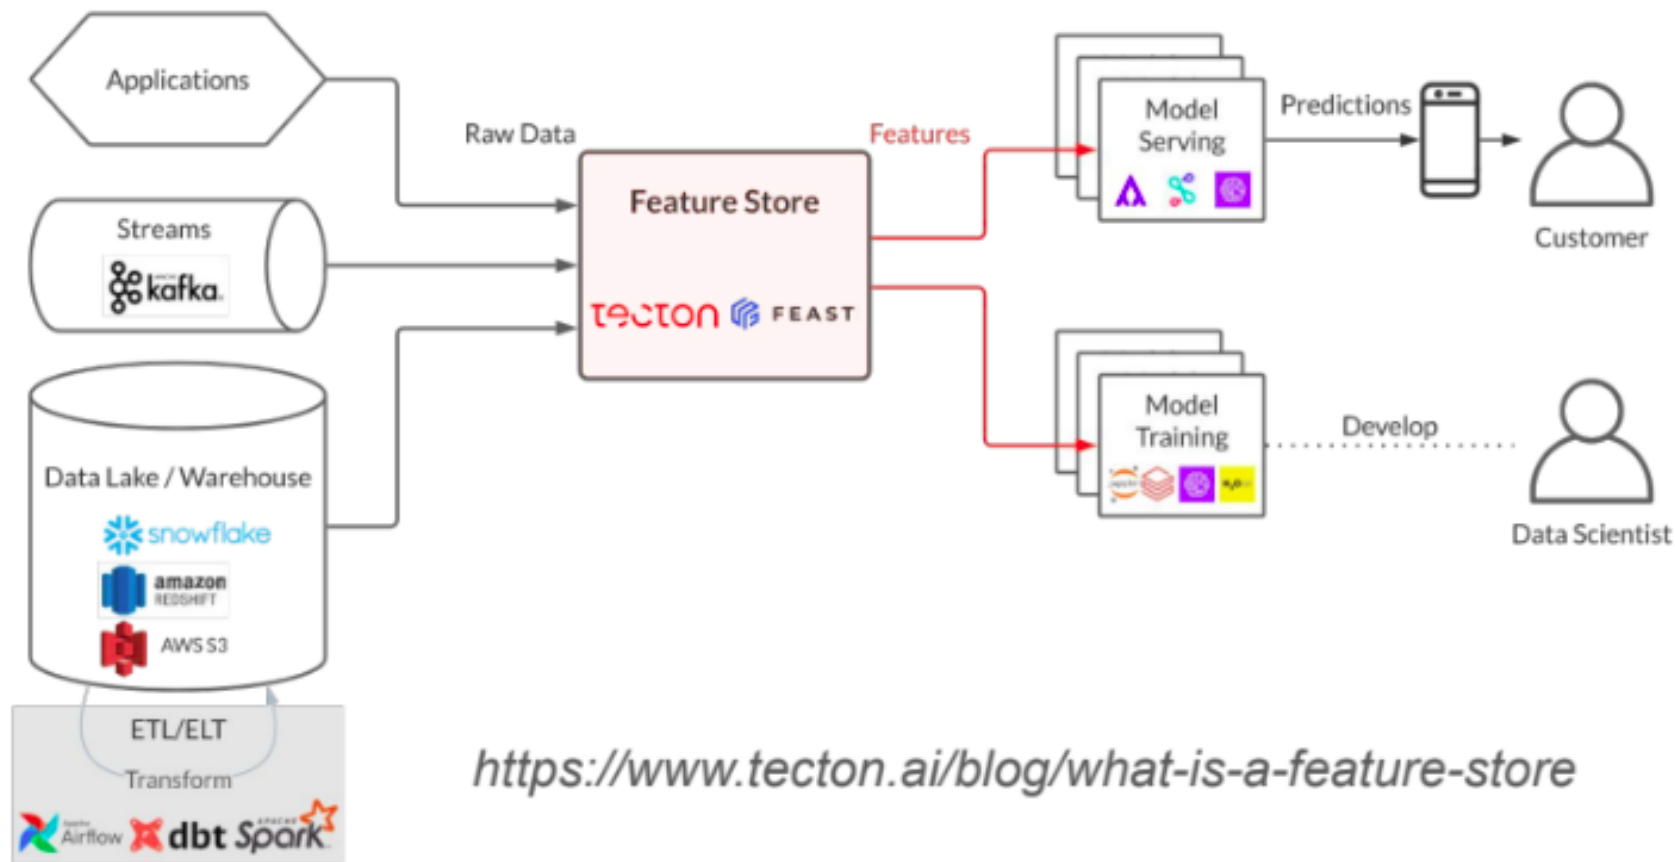 Applications
Raw Data
Streams
kafka.
Data Lake / Warehouse
snowflake
amazon
REDSHIFT
AWS S3
ETL/ELT
Transform
Apache
Airflow
dbt
APACHE
Spark
Feature Store
tecton
FEAST
Features
Model
Serving
Predictions
Customer
Model
Training
Develop
Data Scientist
https://www.tecton.ai/blog/what-is-a-feature-store